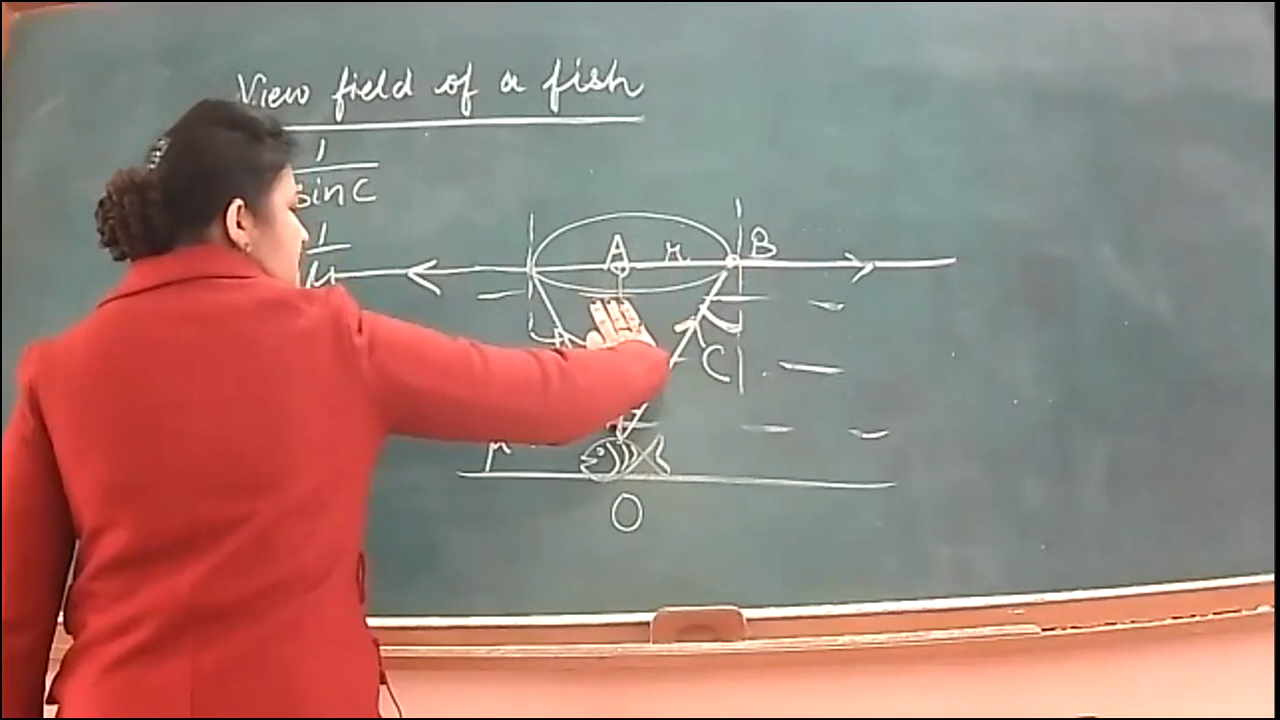 View field of a fish
1
sin C
1
μ
A r B
C
μ
O